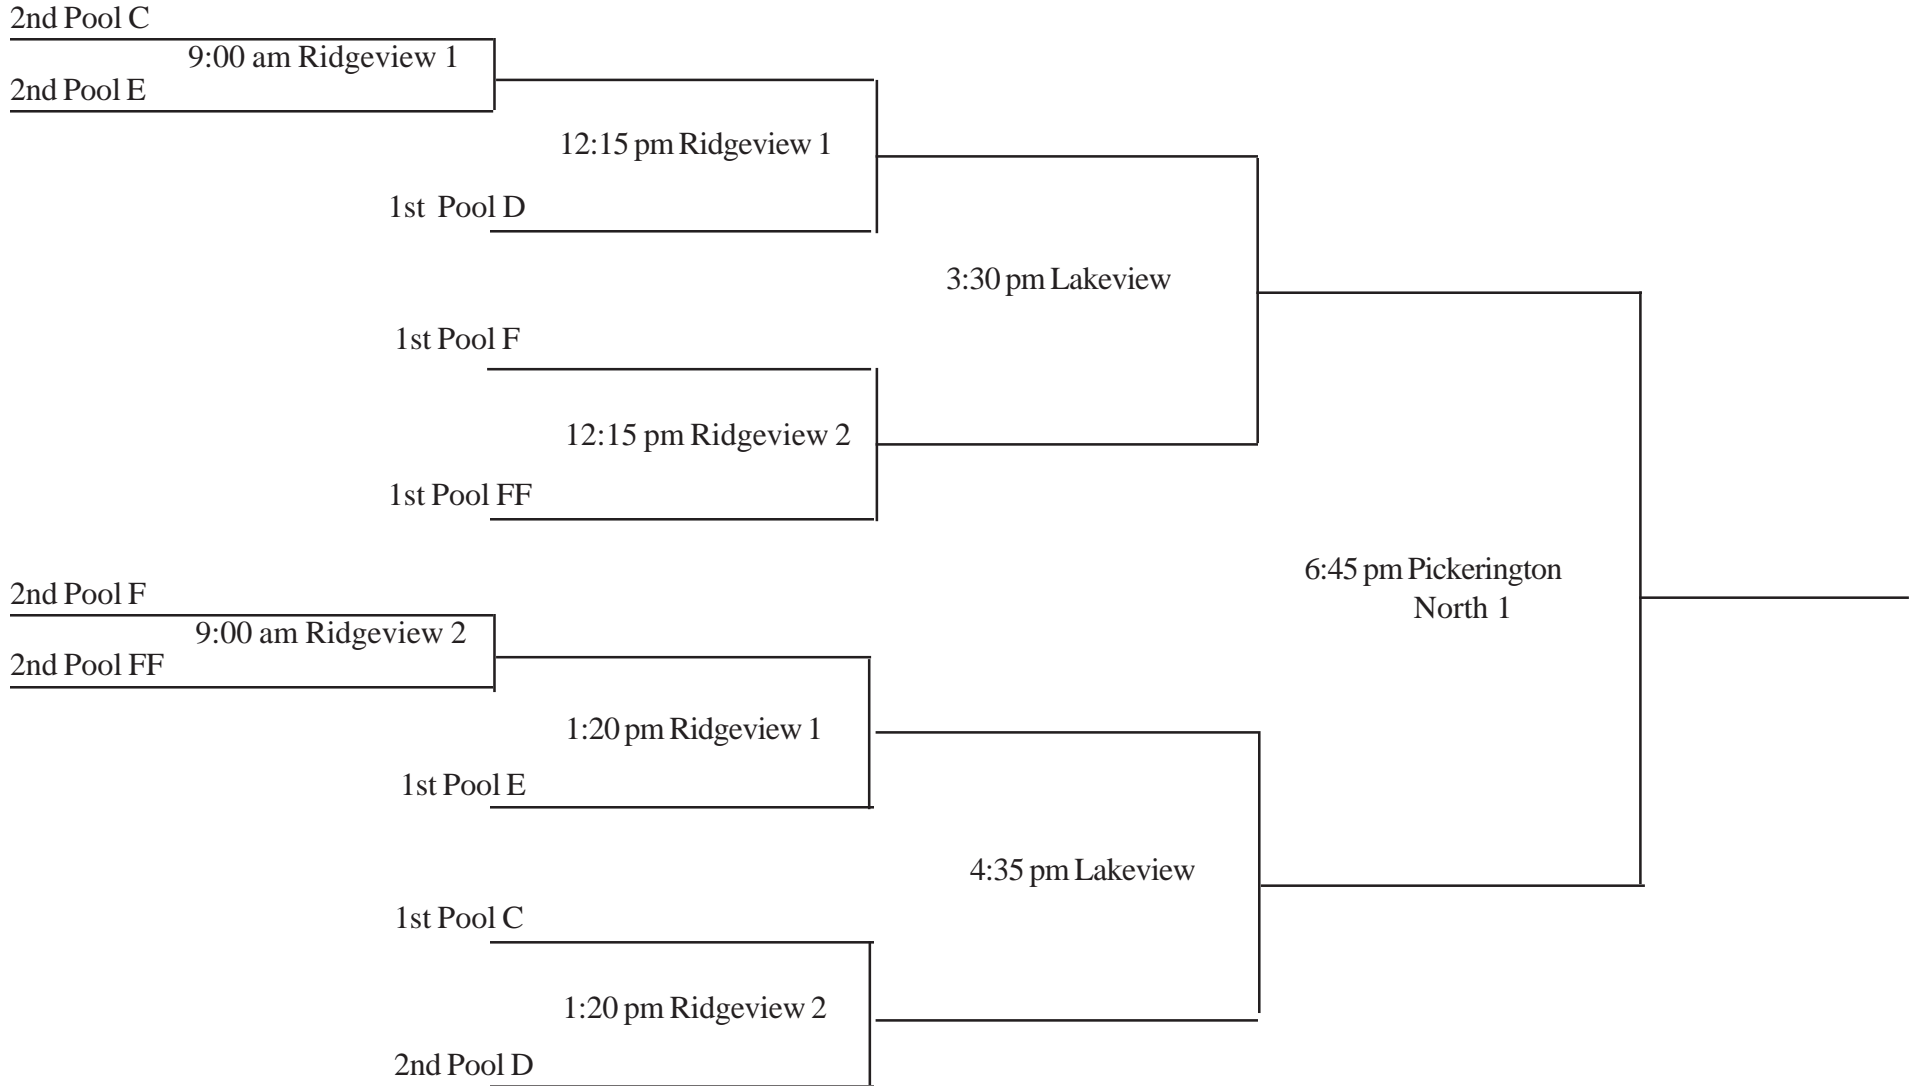 2nd Pool C
9:00 am Ridgeview 1
2nd Pool E
12:15 pm Ridgeview 1
1st Pool D
3:30 pm Lakeview
1st Pool F
12:15 pm Ridgeview 2
1st Pool FF
6:45 pm Pickerington
North 1
2nd Pool F
9:00 am Ridgeview 2
2nd Pool FF
1:20 pm Ridgeview 1
1st Pool E
4:35 pm Lakeview
1st Pool C
1:20 pm Ridgeview 2
2nd Pool D